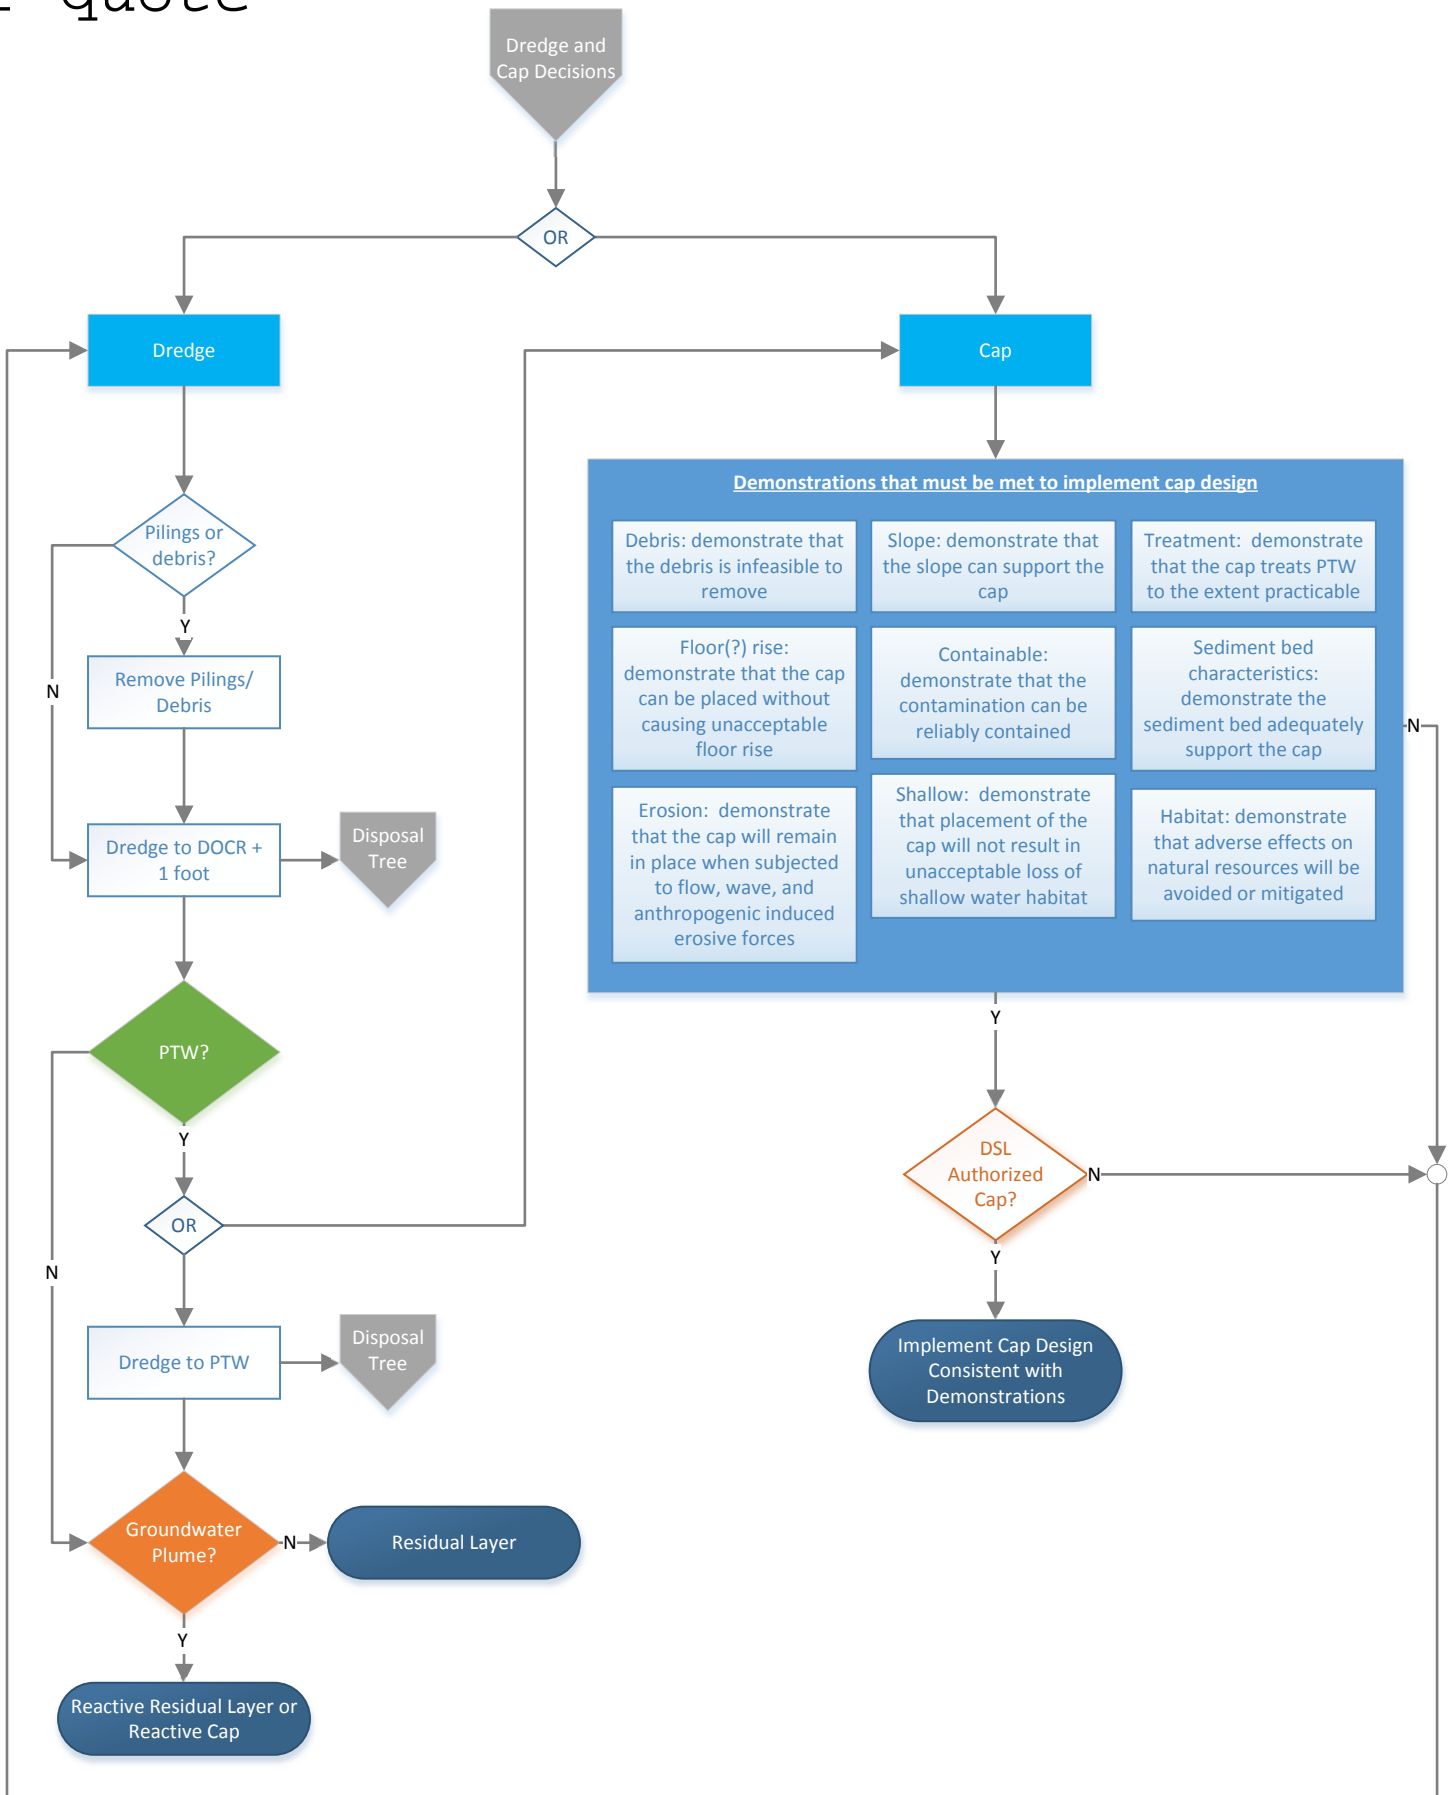 quote
Dredge and
Cap Decisions
OR
Dredge
Cap
Demonstrations that must be met to implement cap design
Debris: demonstrate that
the debris is infeasible to
remove
Slope: demonstrate that
the slope can support the
cap
Treatment: demonstrate
that the cap treats PTW
to the extent practicable
Floor(?) rise:
demonstrate that the cap
can be placed without
causing unacceptable
floor rise
Containable:
demonstrate that the
contamination can be
reliably contained
Sediment bed
characteristics:
demonstrate the
sediment bed adequately
support the cap
Erosion: demonstrate
that the cap will remain
in place when subjected
to flow, wave, and
anthropogenic induced
erosive forces
Shallow: demonstrate
that placement of the
cap will not result in
unacceptable loss of
shallow water habitat
Habitat: demonstrate
that adverse effects on
natural resources will be
avoided or mitigated
N
Y
DSL
Authorized
Cap?
N
Y
Implement Cap Design
Consistent with
Demonstrations
Pilings or
debris?
Y
N
Remove Pilings/
Debris
Dredge to DOCR +
1 foot
Disposal
Tree
PTW?
Y
N
OR
Dredge to PTW
Disposal
Tree
Groundwater
Plume?
N
Residual Layer
Y
Reactive Residual Layer or
Reactive Cap